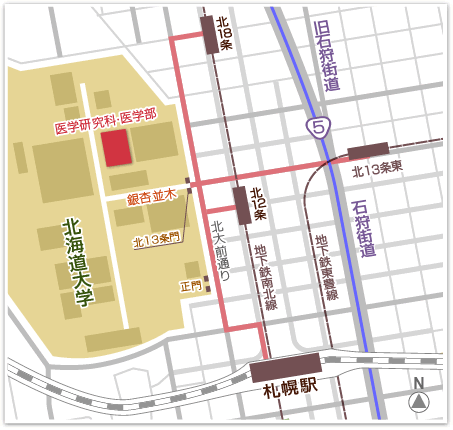 北18条
旧石狩街道
5
医学研究科・医学部
北13条東
銀杏並木
北12条
石狩街道
北海道大学
北13条門
北大前通り
地下鉄南北線
地下鉄東豊線
正門
札幌駅
N